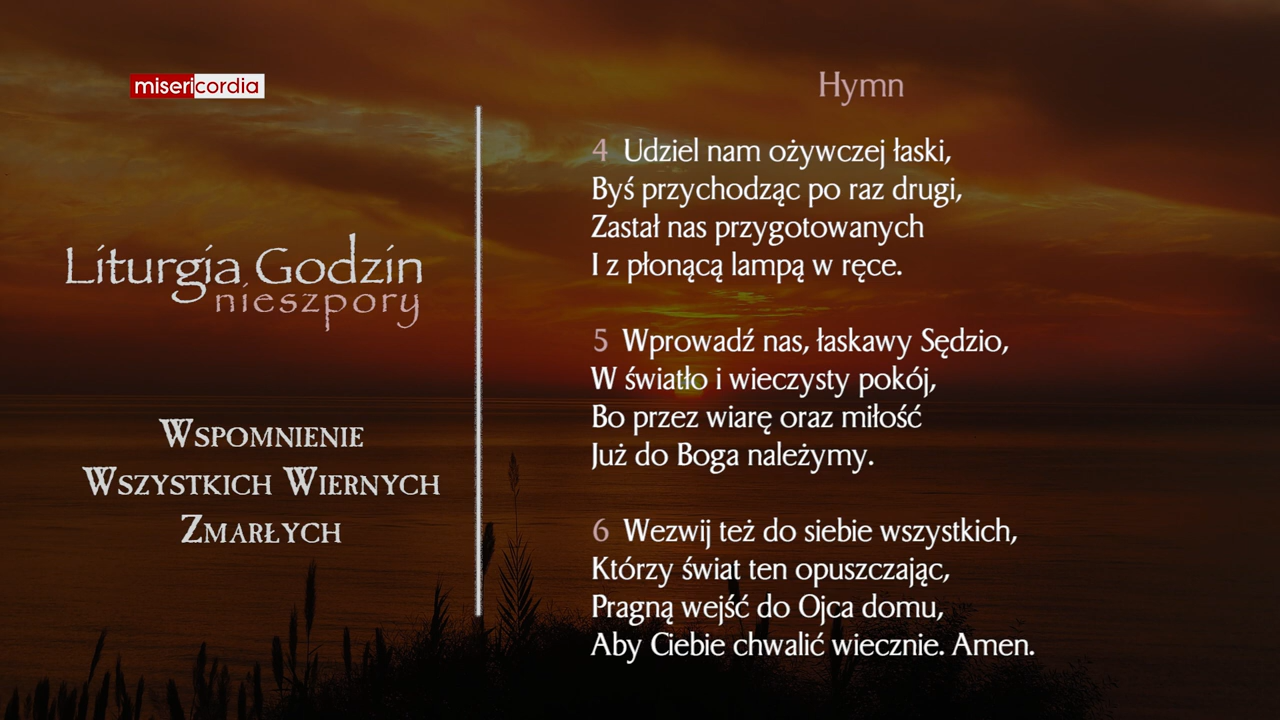 misericordia
Liturgia Godzin
nieszpory
Wspomnienie
Wszystkich Wiernych
Zmarłych
Hymn
4 Udziel nam ożywczej łaski,
Byś przychodząc po raz drugi,
Zastał nas przygotowanych
I z płonącą lampą w ręce.
5 Wprowadź nas, łaskawy Sędzio,
W światło i wieczysty pokój,
Bo przez wiarę oraz miłość
Już do Boga należymy.
6 Wezwij też do siebie wszystkich,
Którzy świat ten opuszczając,
Pragną wejść do Ojca domu,
Aby Ciebie chwalić wiecznie. Amen.